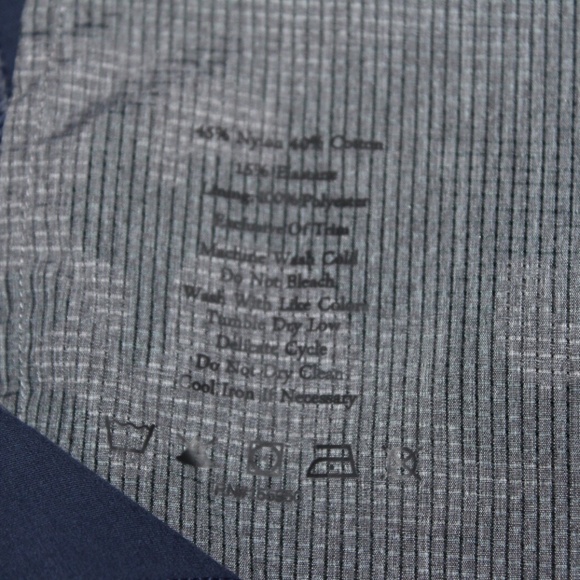 45% Nylon 40% Cotton
15% Elastane
Lining: 100% Polyester
Exclusive Of Trim
Machine Wash Cold
Do Not Bleach
Wash With Like Colors
Tumble Dry Low
Delicate Cycle
Do Not Dry Clean
Cool Iron If Necessary